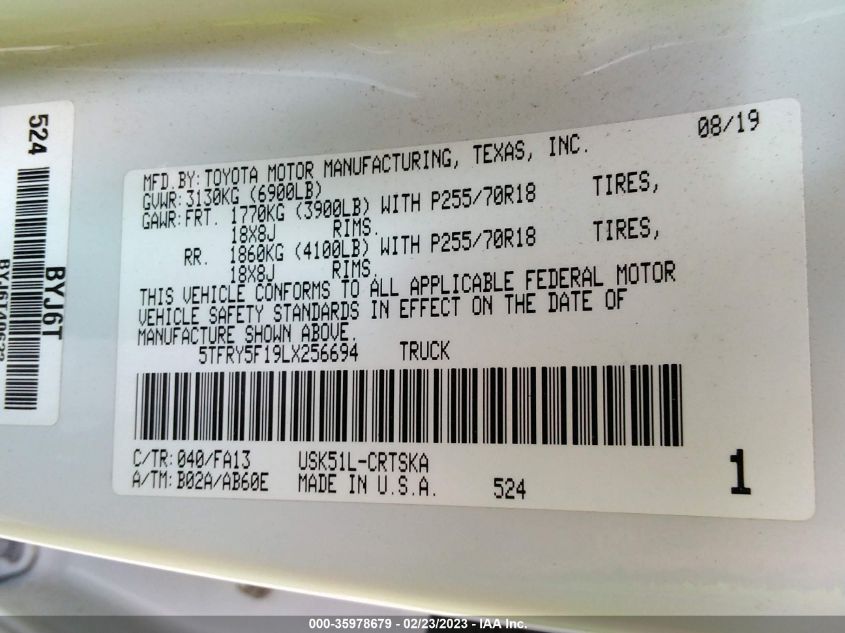 524
BYJ6T
08/19
MFD.BY:TOYOTA MOTOR MANUFACTURING, TEXAS, INC.
GVWR:3130KG (6900LB)
GAWR:FRT. 1770KG (3900LB) WITH P255/70R18 TIRES,
18X8J RIMS.
RR. 1860KG (4100LB) WITH P255/70R18 TIRES,
18X8J RIMS.
THIS VEHICLE CONFORMS TO ALL APPLICABLE FEDERAL MOTOR
VEHICLE SAFETY STANDARDS IN EFFECT ON THE DATE OF
MANUFACTURE SHOWN ABOVE.
5TFRY5F19LX256694 TRUCK
C/TR:040/FA13 USK51L-CRTSKA
A/TM:B02A/AB60E MADE IN U.S.A. 524
1
000-35978679 - 02/23/2023 - IAA Inc.